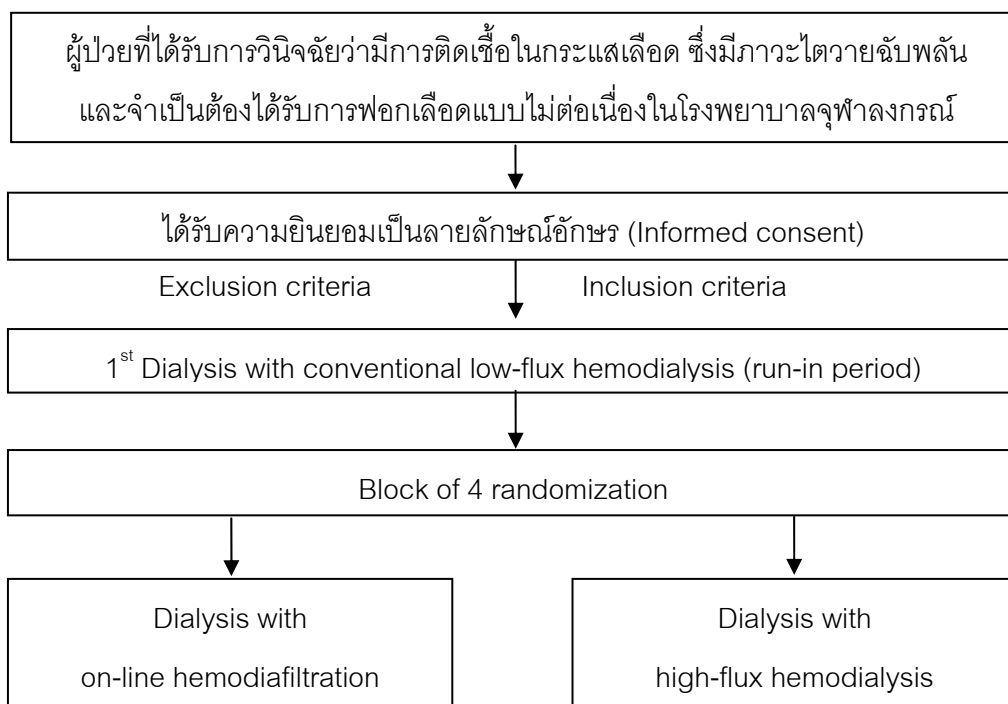 ผู้ป่วยที่ได้รับการวินิจฉัยว่ามีการติดเชื้อในกระแสเลือด ซึ่งมีภาวะไตวายฉับพลัน
และจำเป็นต้องได้รับการฟอกเลือดแบบไม่ต่อเนื่องในโรงพยาบาลจุฬาลงกรณ์
ได้รับความยินยอมเป็นลายลักษณ์อักษร (Informed consent)
Exclusion criteria
Inclusion criteria
1st Dialysis with conventional low-flux hemodialysis (run-in period)
Block of 4 randomization
Dialysis with
on-line hemodiafiltration
Dialysis with
high-flux hemodialysis